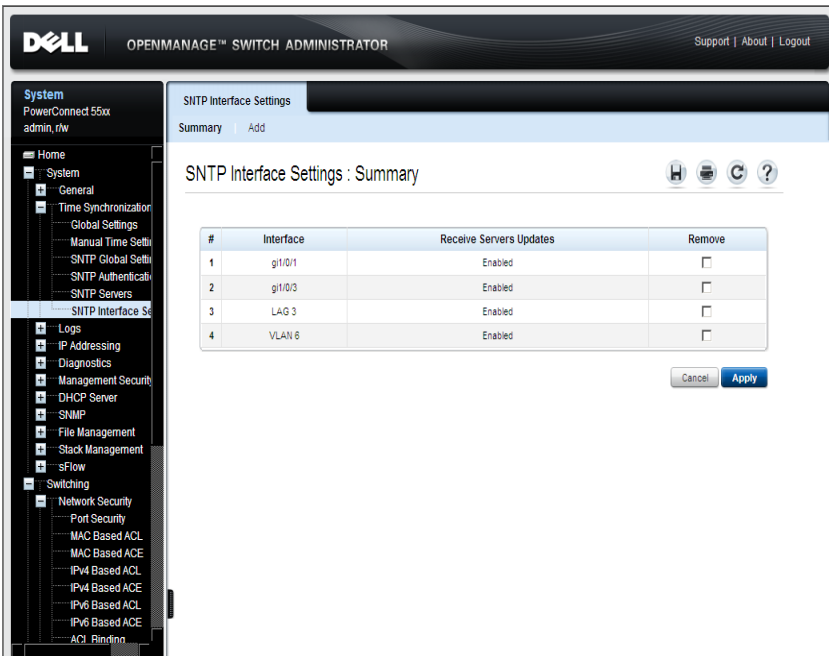 DELL
OPENMANAGE™ SWITCH ADMINISTRATOR
Support | About | Logout
System
PowerConnect 55xx
admin, r/w
SNTP Interface Settings
Summary | Add
Home
System
General
Time Synchronization
Global Settings
Manual Time Settin
SNTP Global Settin
SNTP Authenticatio
SNTP Servers
SNTP Interface Se
Logs
IP Addressing
Diagnostics
Management Security
DHCP Server
SNMP
File Management
Stack Management
sFlow
Switching
Network Security
Port Security
MAC Based ACL
MAC Based ACE
IPv4 Based ACL
IPv4 Based ACE
IPv6 Based ACL
IPv6 Based ACE
ACL Binding
SNTP Interface Settings : Summary
# Interface Receive Servers Updates Remove
1 gi1/0/1 Enabled
2 gi1/0/3 Enabled
3 LAG 3 Enabled
4 VLAN 6 Enabled
Cancel Apply